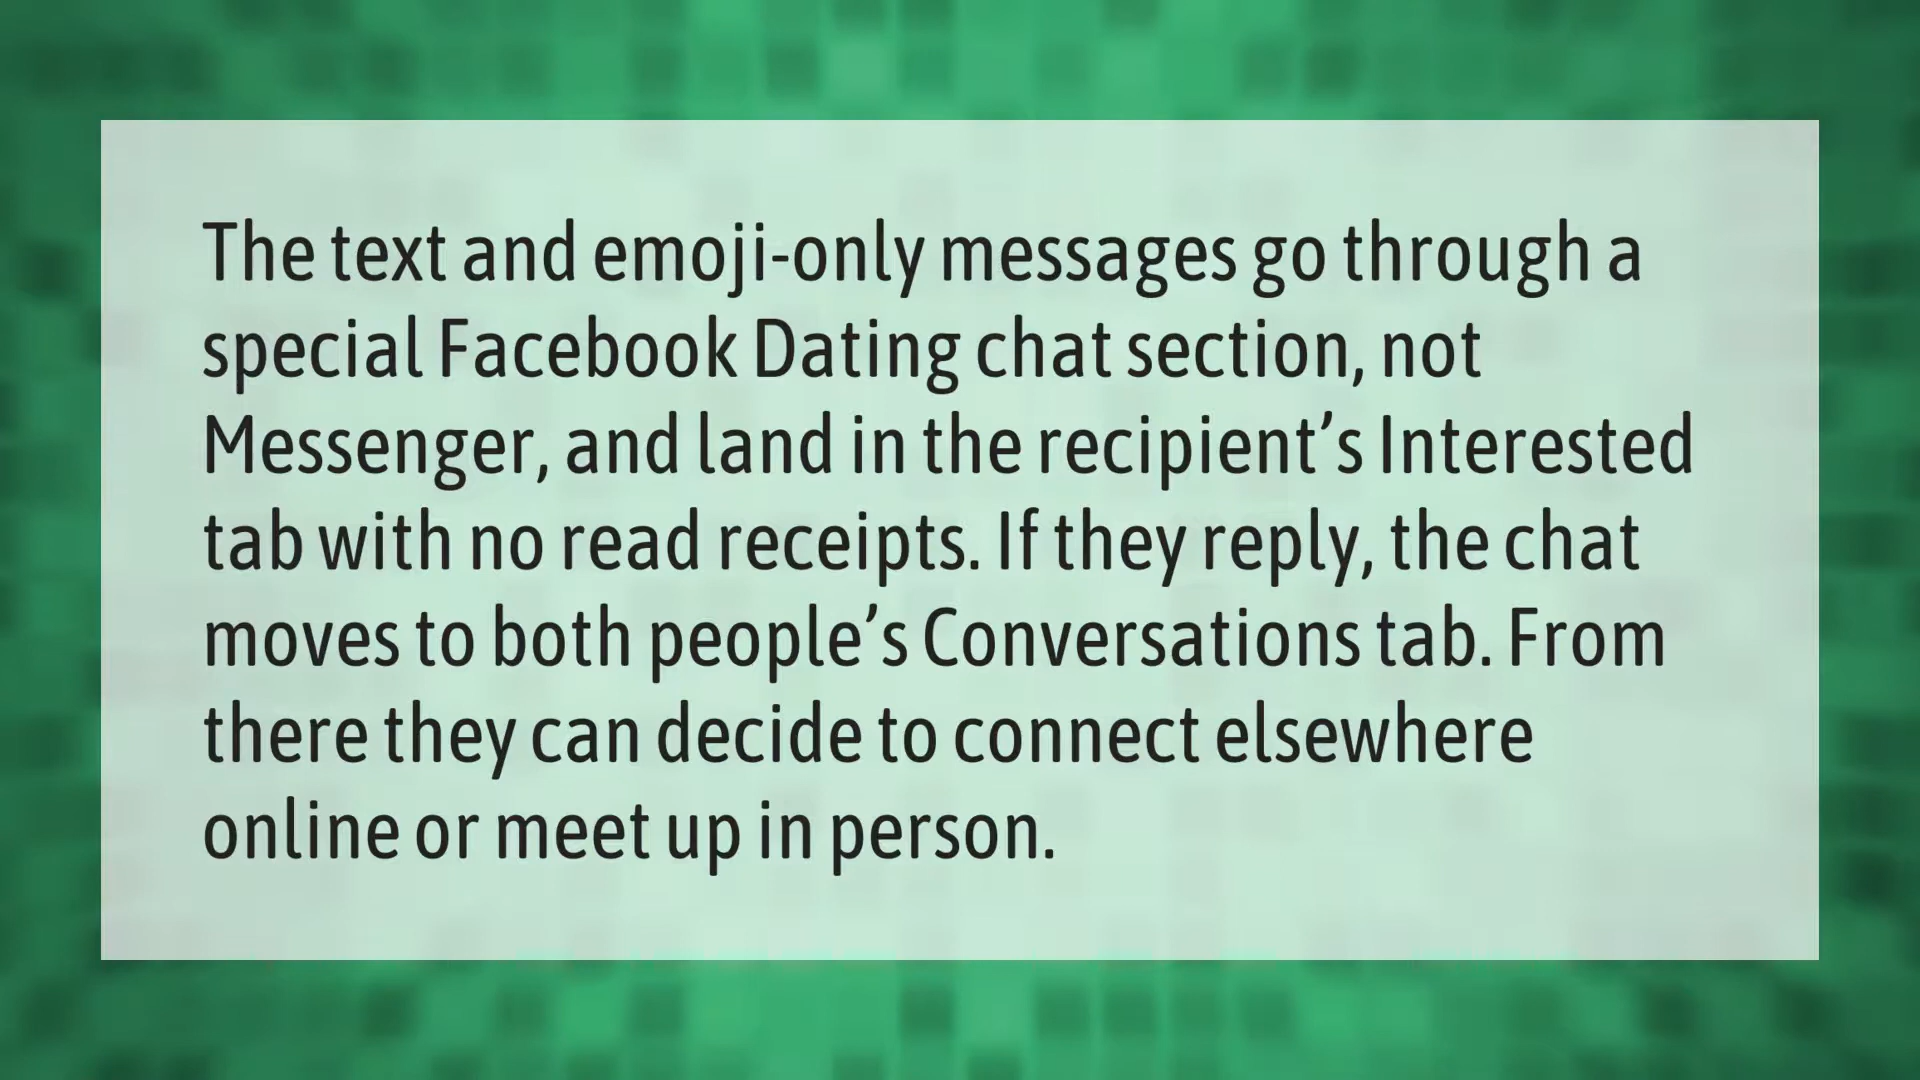 The text and emoji-only messages go through a
special Facebook Dating chat section, not
Messenger, and land in the recipient’s Interested
tab with no read receipts. If they reply, the chat
moves to both people’s Conversations tab. From
there they can decide to connect elsewhere
online or meet up in person.